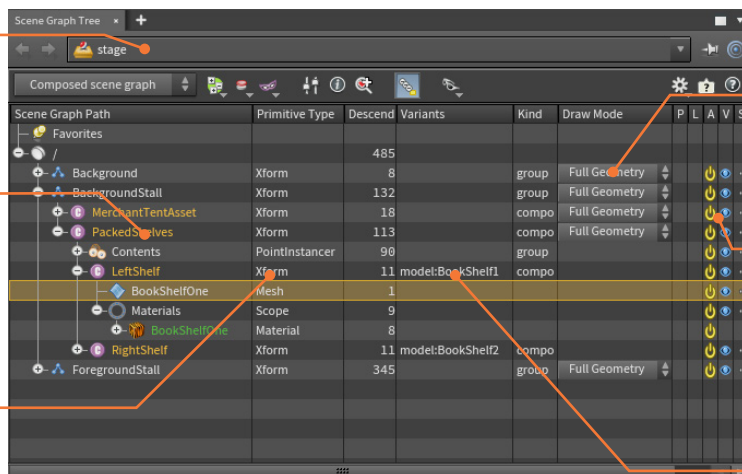 Scene Graph Tree × +
stage
Composed scene graph
Scene Graph Path Primitive Type Descend Variants Kind Draw Mode P L A V S
Favorites
/ 485
Background Xform 8 group Full Geometry
BackgroundStall Xform 132 group Full Geometry
MerchantTentAsset Xform 18 compo Full Geometry
PackedShelves Xform 113 compo Full Geometry
Contents PointInstancer 90 group
LeftShelf Xform 11 model:BookShelf1 compo
BookShelfOne Mesh 1
Materials Scope 9
BookShelfOne Material 8
RightShelf Xform 11 model:BookShelf2 compo
ForegroundStall Xform 345 group Full Geometry